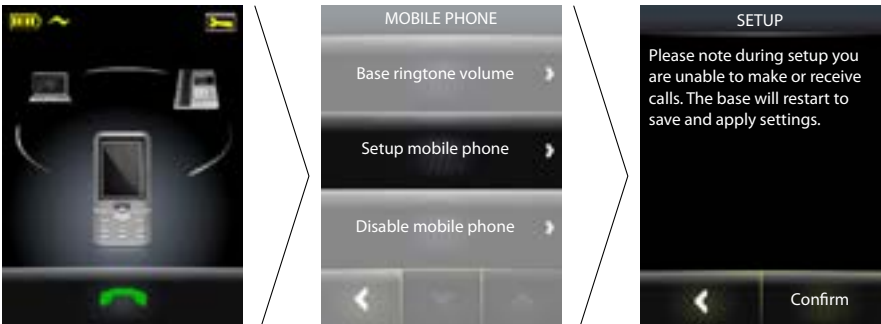 MOBILE PHONE
Base ringtone volume
Setup mobile phone
Disable mobile phone
SETUP
Please note during setup you
are unable to make or receive
calls. The base will restart to
save and apply settings.
Confirm